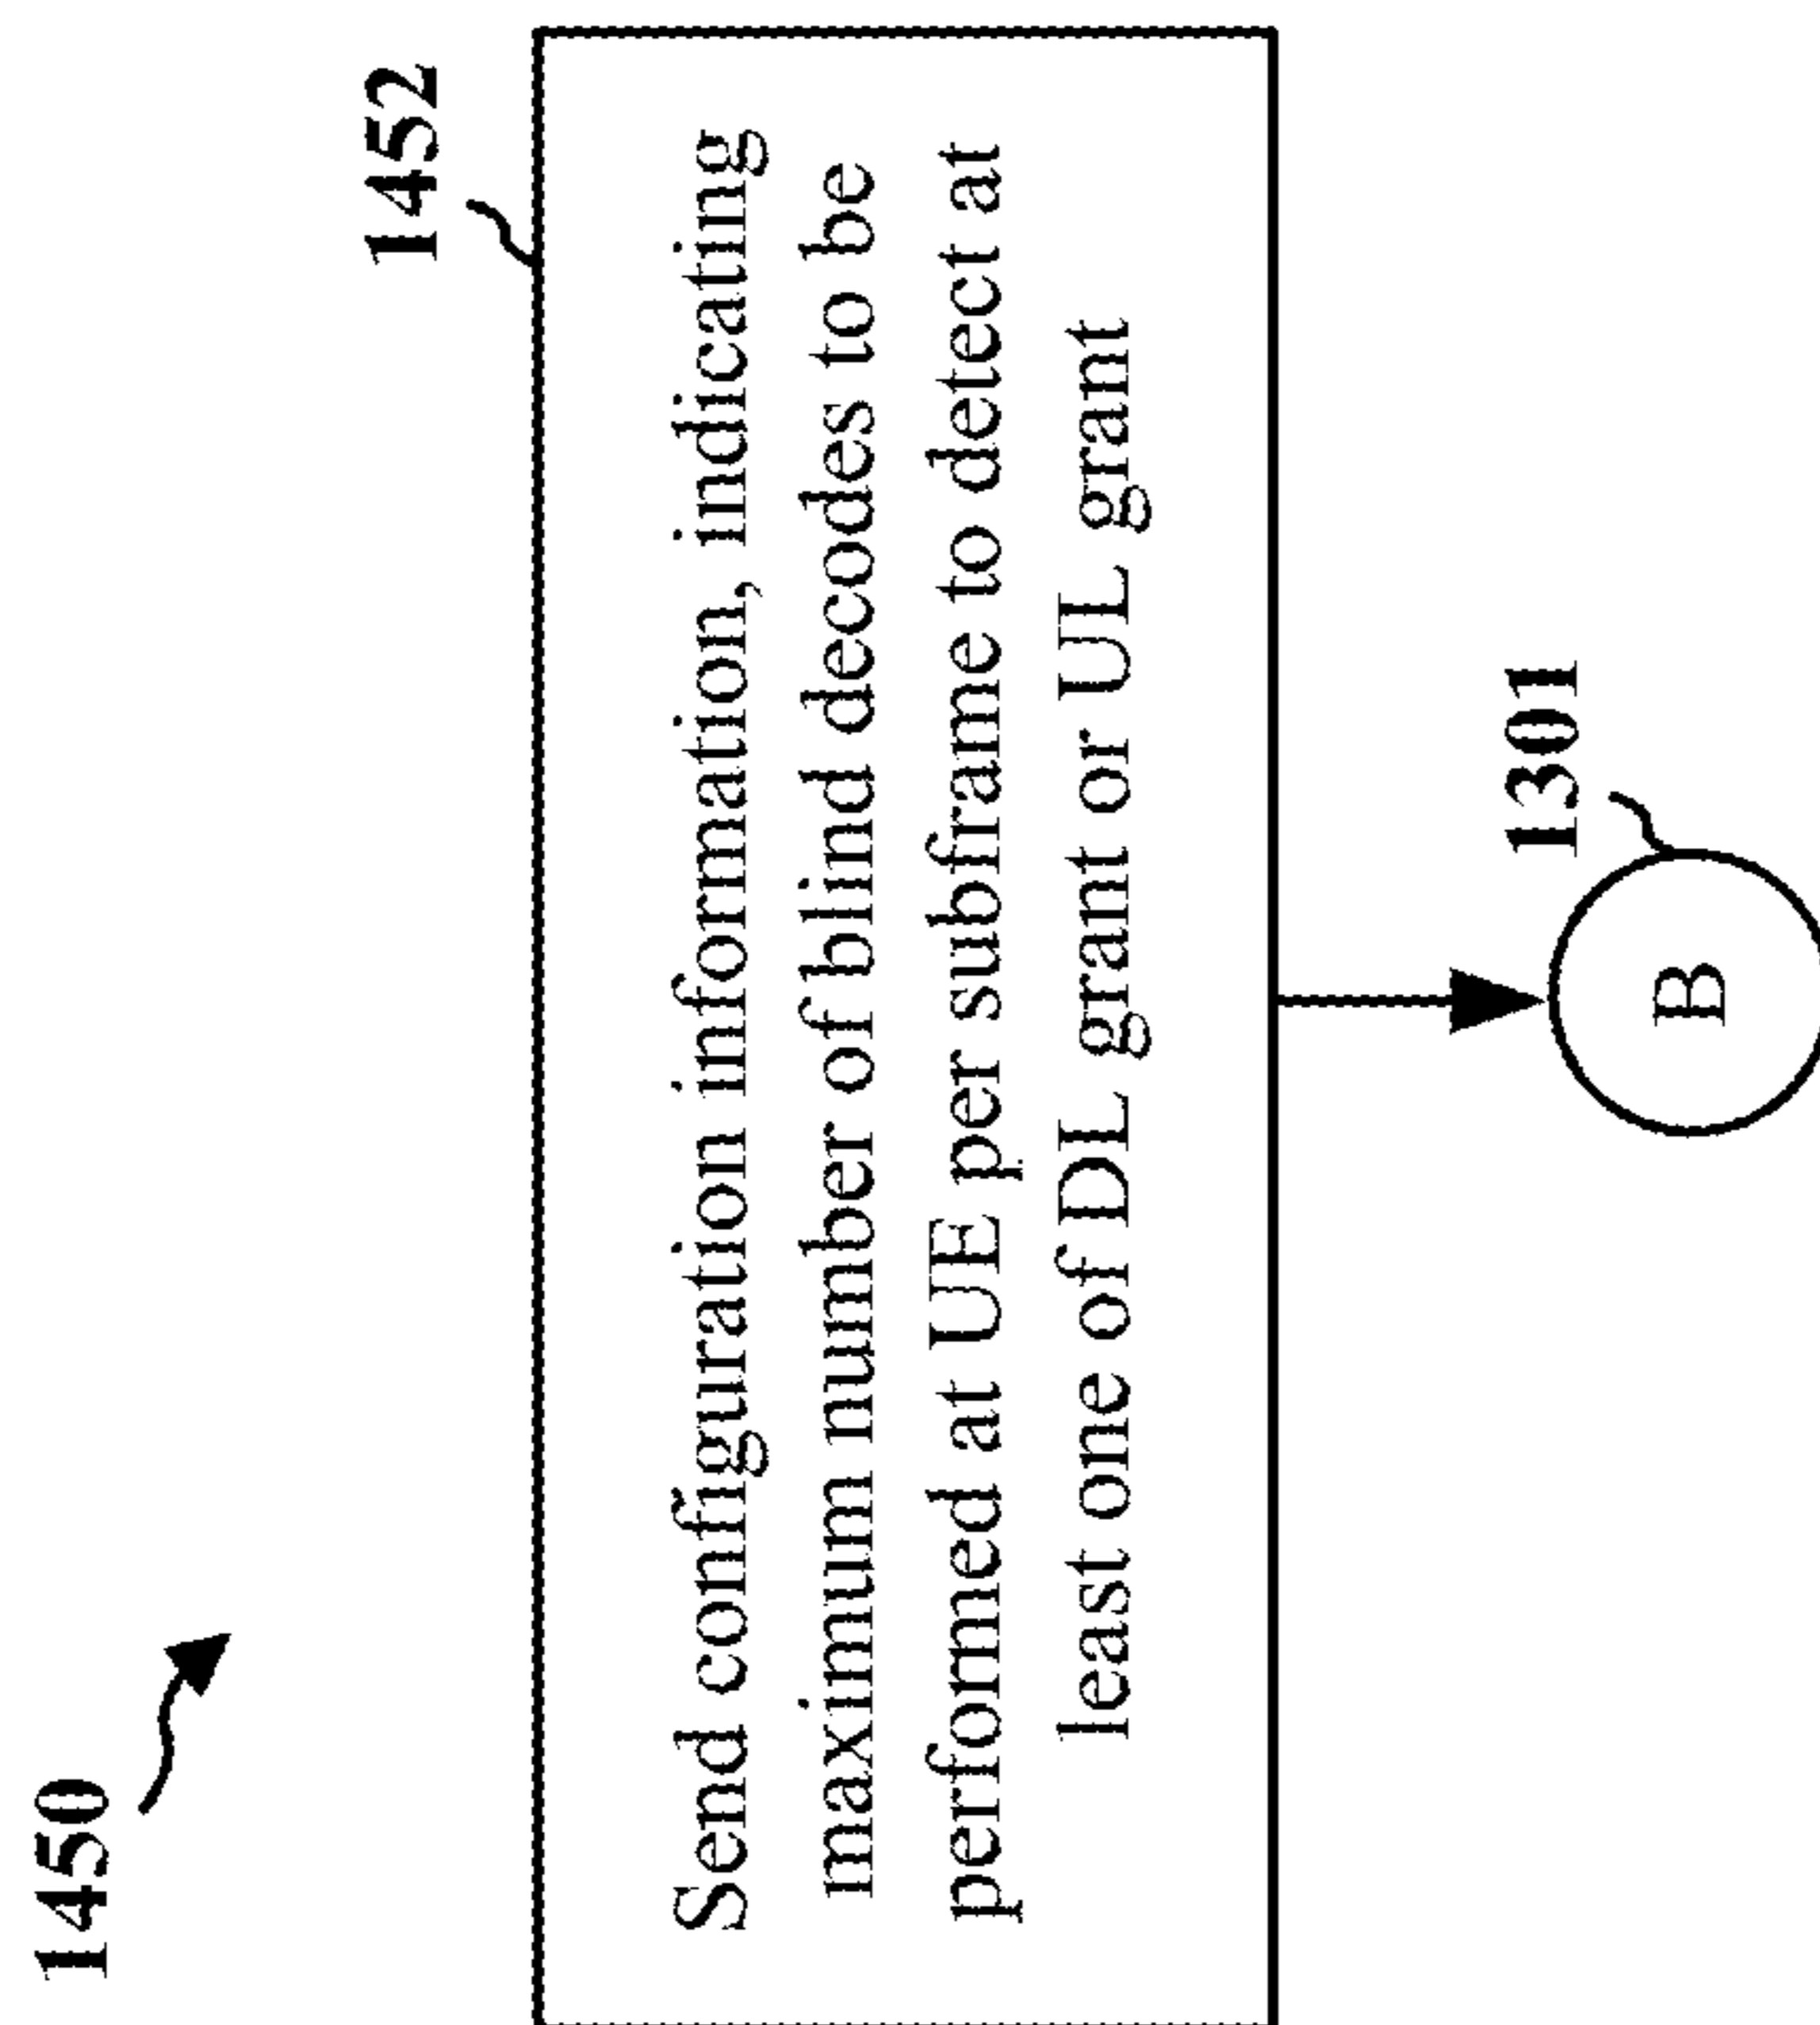 1450
1452
Send configuration information, indicating
maximum number of blind decodes to be
perfomed at UE per subframe to detect at
least one of DL grant or UL grant
1301
B